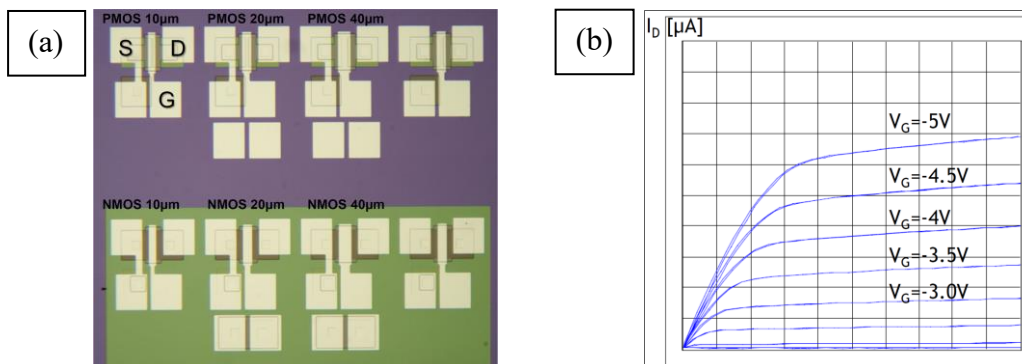 (a)
PMOS 10µm PMOS 20µm PMOS 40µm
S D
G
NMOS 10µm NMOS 20µm NMOS 40µm
(b)
I_D [µA]
V_G=-5V
V_G=-4.5V
V_G=-4V
V_G=-3.5V
V_G=-3.0V